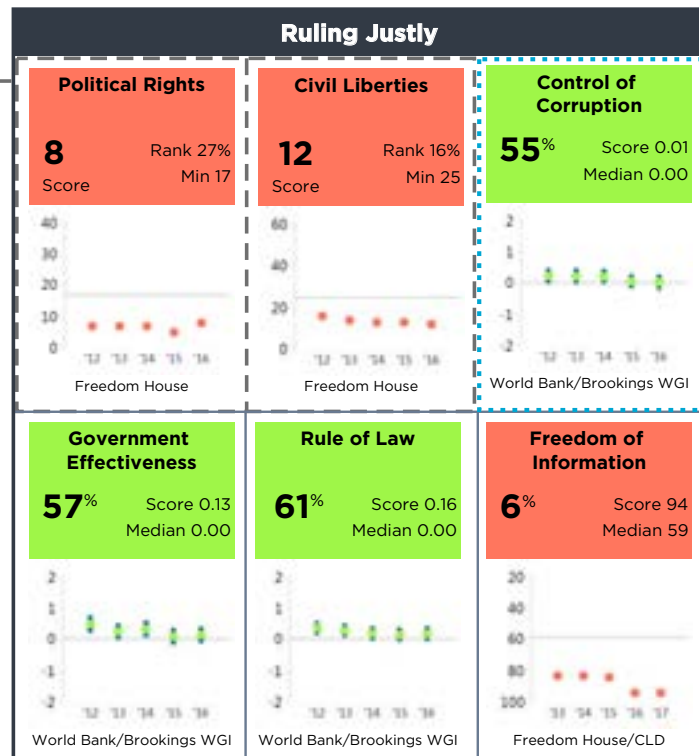 Ruling Justly
Political Rights
8
Score
Rank 27%
Min 17
40
30
20
10
0
'12 '13 '14 '15 '16
Freedom House
Civil Liberties
12
Score
Rank 16%
Min 25
60
40
20
0
'12 '13 '14 '15 '16
Freedom House
Control of
Corruption
55%
Score 0.01
Median 0.00
2
1
0
-1
-2
'12 '13 '14 '15 '16
World Bank/Brookings WGI
Government
Effectiveness
57%
Score 0.13
Median 0.00
2
1
0
-1
-2
'12 '13 '14 '15 '16
World Bank/Brookings WGI
Rule of Law
61%
Score 0.16
Median 0.00
2
1
0
-1
-2
'12 '13 '14 '15 '16
World Bank/Brookings WGI
Freedom of
Information
6%
Score 94
Median 59
20
40
60
80
100
'13 '14 '15 '16 '17
Freedom House/CLD